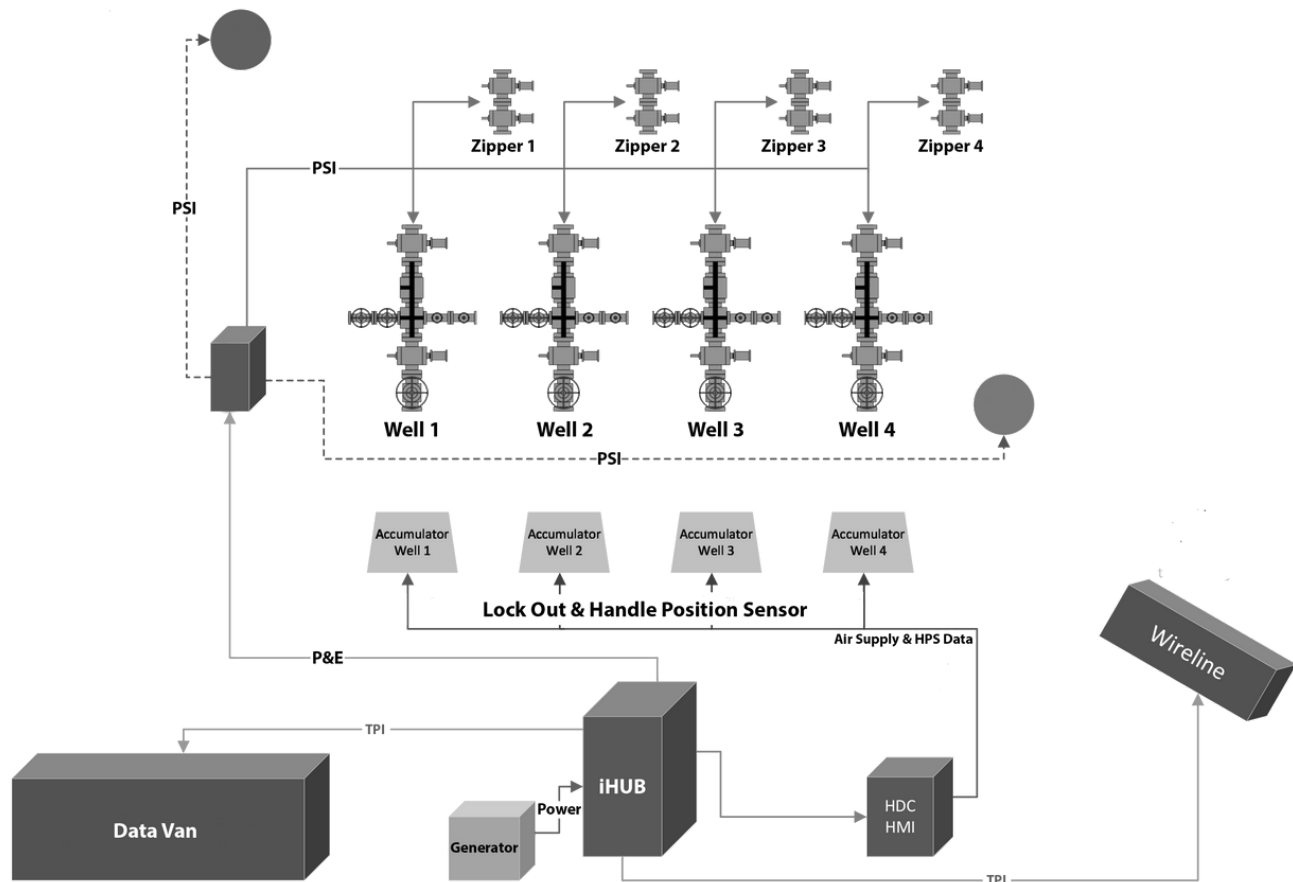 Zipper 1
Zipper 2
Zipper 3
Zipper 4
PSI
PSI
Well 1
Well 2
Well 3
Well 4
PSI
Accumulator
Well 1
Accumulator
Well 2
Accumulator
Well 3
Accumulator
Well 4
Lock Out & Handle Position Sensor
Air Supply & HPS Data
Wireline
P&E
TPI
iHUB
Power
HDC
HMI
Data Van
Generator
TPI